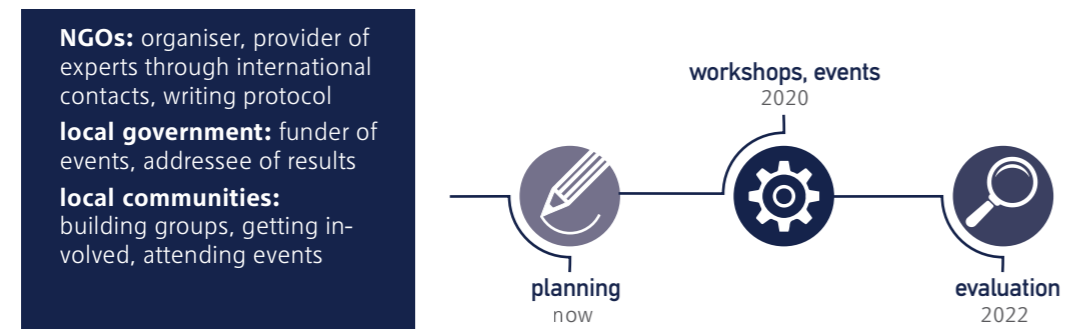 NGOs: organiser, provider of
experts through international
contacts, writing protocol
local government: funder of
events, addressee of results
local communities:
building groups, getting in-
volved, attending events
workshops, events
2020
planning
now
evaluation
2022